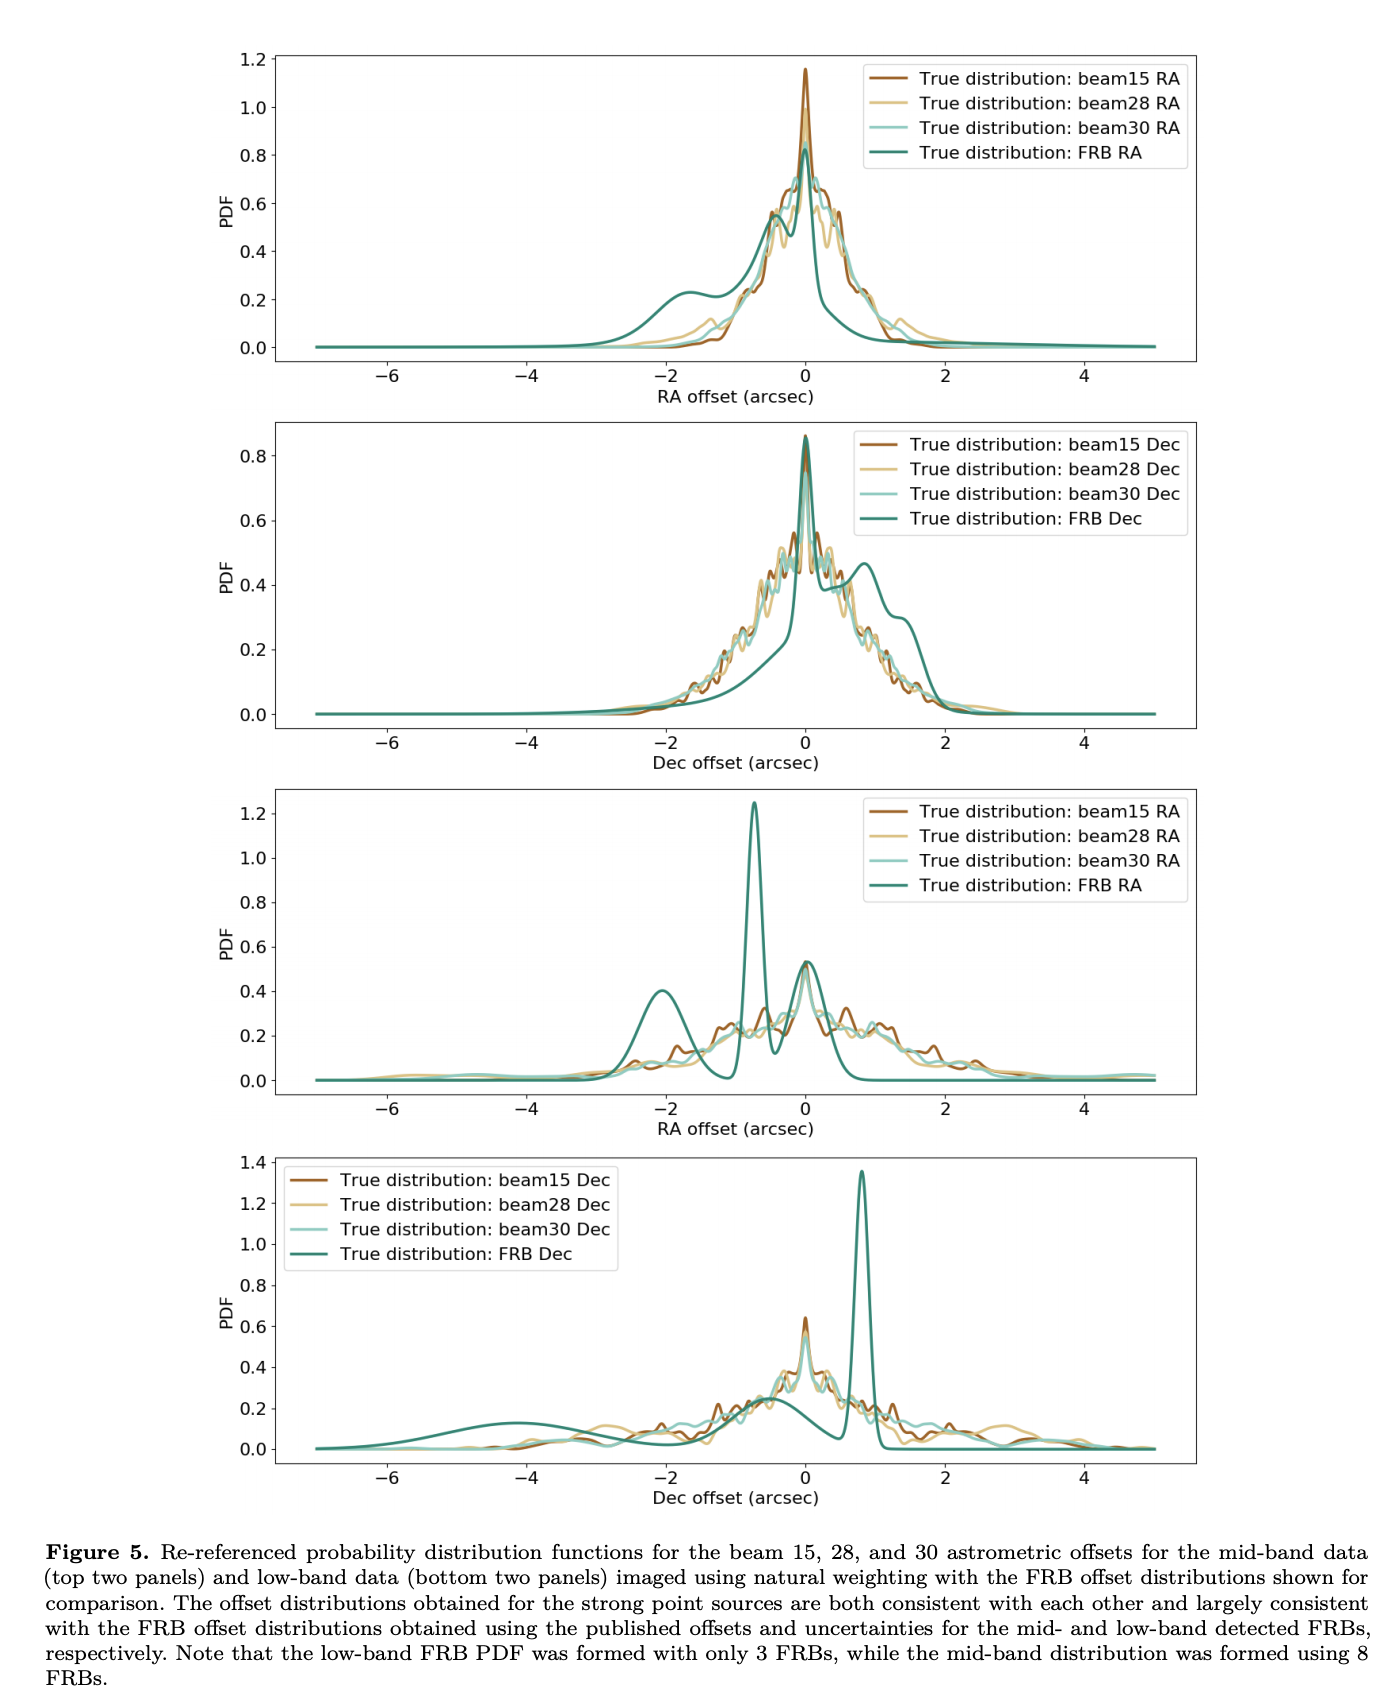 1.2
1.0
0.8
0.6
0.4
0.2
0.0
PDF
True distribution: beam15 RA
True distribution: beam28 RA
True distribution: beam30 RA
True distribution: FRB RA
−6 −4 −2 0 2 4
RA offset (arcsec)
0.8
0.6
0.4
0.2
0.0
PDF
True distribution: beam15 Dec
True distribution: beam28 Dec
True distribution: beam30 Dec
True distribution: FRB Dec
−6 −4 −2 0 2 4
Dec offset (arcsec)
1.2
1.0
0.8
0.6
0.4
0.2
0.0
PDF
True distribution: beam15 RA
True distribution: beam28 RA
True distribution: beam30 RA
True distribution: FRB RA
−6 −4 −2 0 2 4
RA offset (arcsec)
1.4
1.2
1.0
0.8
0.6
0.4
0.2
0.0
PDF
True distribution: beam15 Dec
True distribution: beam28 Dec
True distribution: beam30 Dec
True distribution: FRB Dec
−6 −4 −2 0 2 4
Dec offset (arcsec)
Figure 5. Re-referenced probability distribution functions for the beam 15, 28, and 30 astrometric offsets for the mid-band data
(top two panels) and low-band data (bottom two panels) imaged using natural weighting with the FRB offset distributions shown for
comparison. The offset distributions obtained for the strong point sources are both consistent with each other and largely consistent
with the FRB offset distributions obtained using the published offsets and uncertainties for the mid- and low-band detected FRBs,
respectively. Note that the low-band FRB PDF was formed with only 3 FRBs, while the mid-band distribution was formed using 8
FRBs.